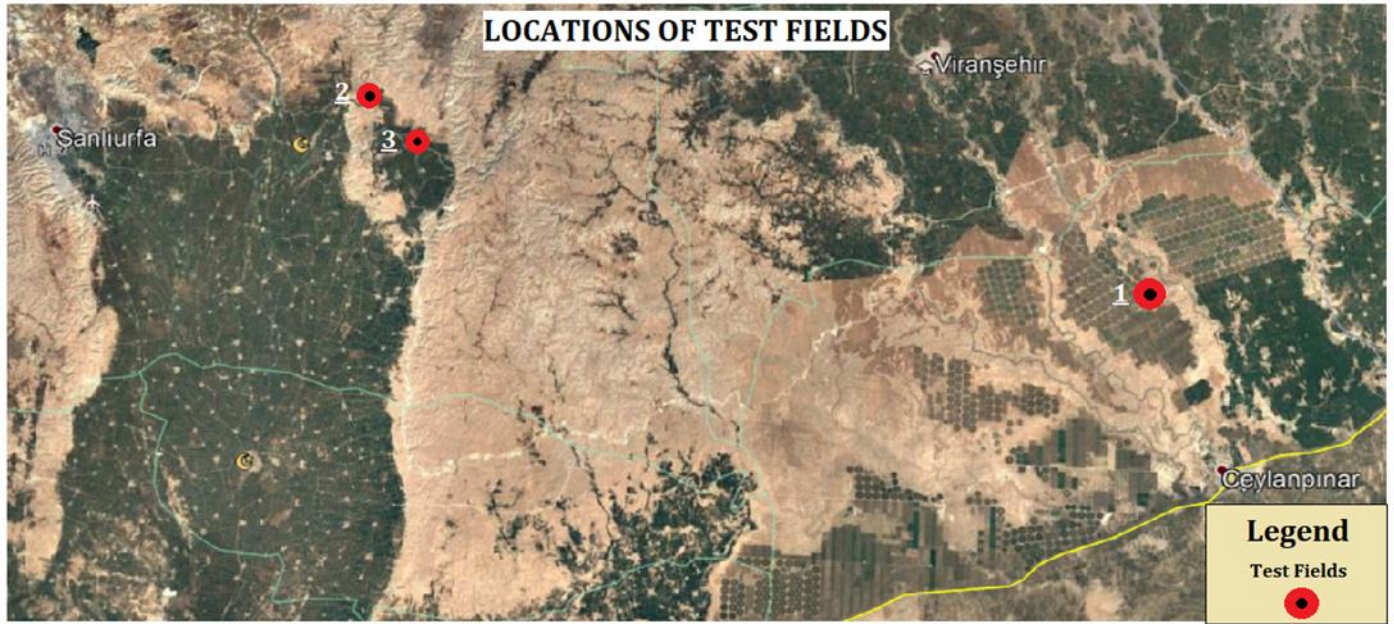 LOCATIONS OF TEST FIELDS
Viranşehir
2
Şanlıurfa
3
1
Ceylanpınar
Legend
Test Fields